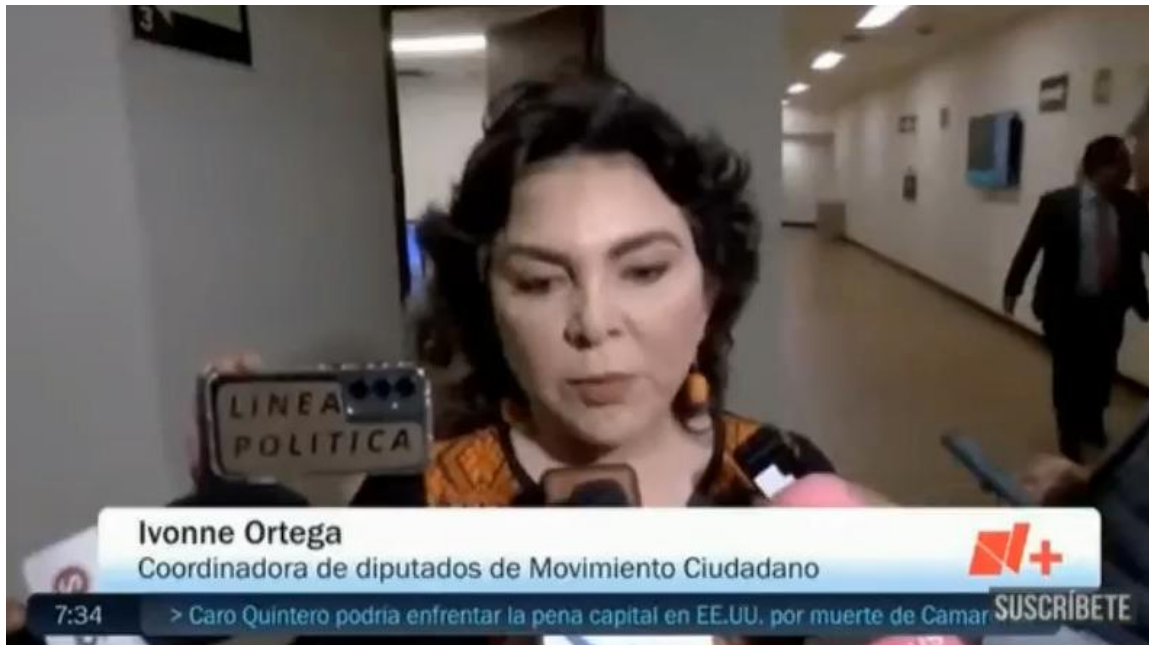 3
LINEA
POLITICA
Ivonne Ortega
Coordinadora de diputados de Movimiento Ciudadano
N+
7:34
> Caro Quintero podría enfrentar la pena capital en EE.UU. por muerte de Camar
SUSCRÍBETE